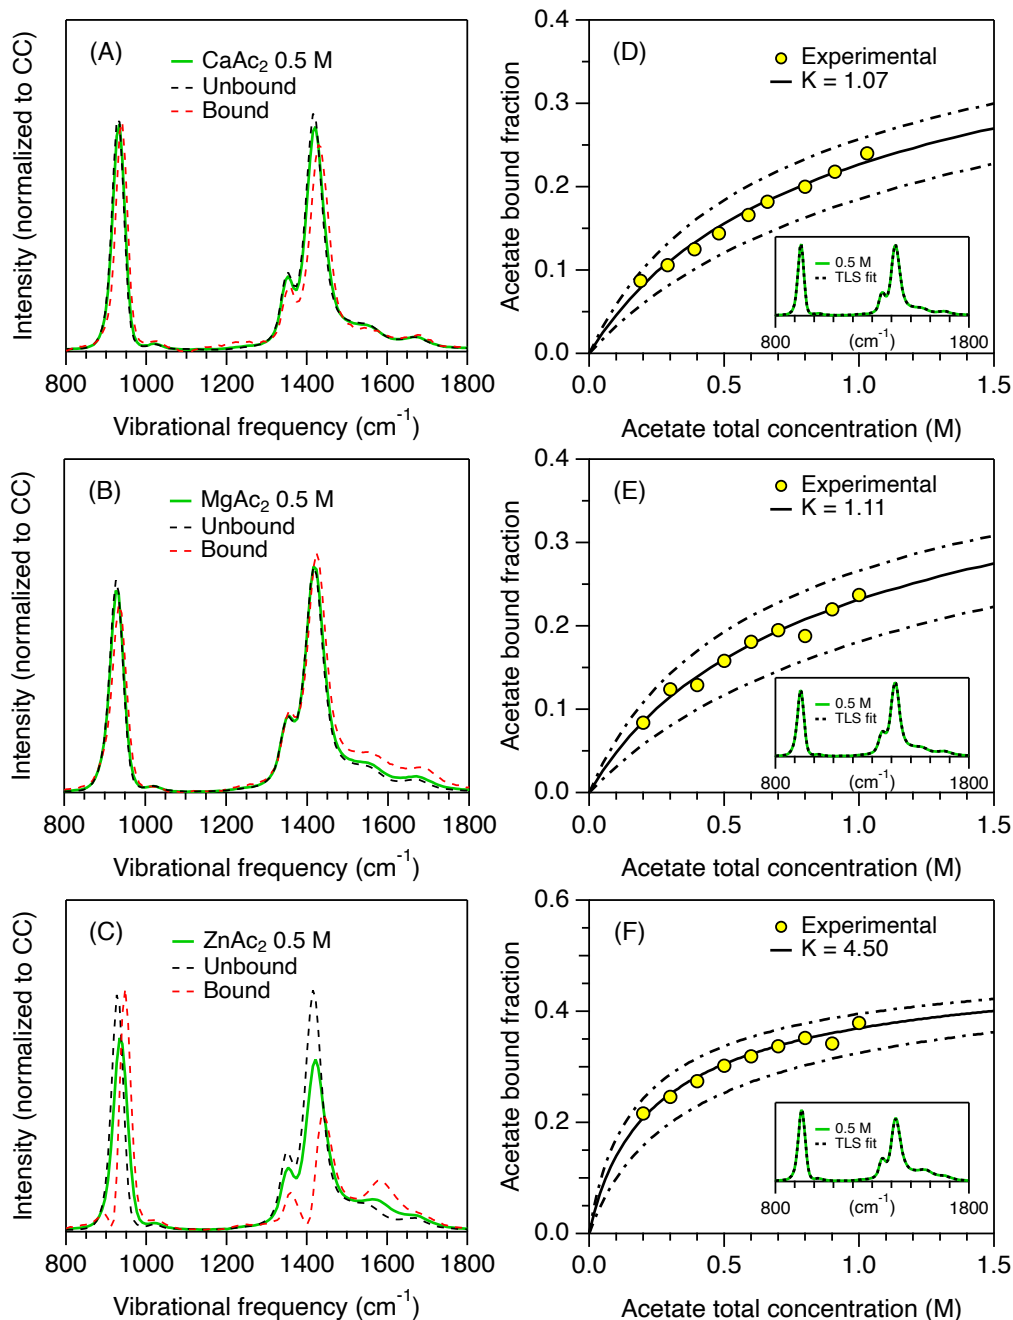 (A)
CaAc2 0.5 M
Unbound
Bound
Intensity (normalized to CC)
800 1000 1200 1400 1600 1800
Vibrational frequency (cm-1)
(D)
Experimental
K = 1.07
Acetate bound fraction
0.4
0.3
0.2
0.1
0.0
0.5 M
TLS fit
800 (cm-1) 1800
0.0 0.5 1.0 1.5
Acetate total concentration (M)
(B)
MgAc2 0.5 M
Unbound
Bound
Intensity (normalized to CC)
800 1000 1200 1400 1600 1800
Vibrational frequency (cm-1)
(E)
Experimental
K = 1.11
Acetate bound fraction
0.4
0.3
0.2
0.1
0.0
0.5 M
TLS fit
800 (cm-1) 1800
0.0 0.5 1.0 1.5
Acetate total concentration (M)
(C)
ZnAc2 0.5 M
Unbound
Bound
Intensity (normalized to CC)
800 1000 1200 1400 1600 1800
Vibrational frequency (cm-1)
(F)
Experimental
K = 4.50
Acetate bound fraction
0.6
0.4
0.2
0.0
0.5 M
TLS fit
800 (cm-1) 1800
0.0 0.5 1.0 1.5
Acetate total concentration (M)